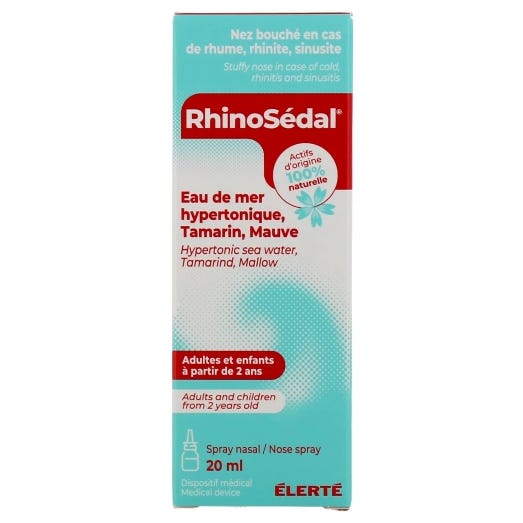 Nez bouché en cas
de rhume, rhinite, sinusite
Stuffy nose in case of cold,
rhinitis and sinusitis
RhinoSédal®
Actifs
d'origine
100%
naturelle
Eau de mer
hypertonique,
Tamarin, Mauve
Hypertonic sea water,
Tamarind, Mallow
Adultes et enfants
à partir de 2 ans
Adults and children
from 2 years old
Spray nasal / Nose spray
20 ml
Dispositif médical
Medical device
ÉLERTÉ